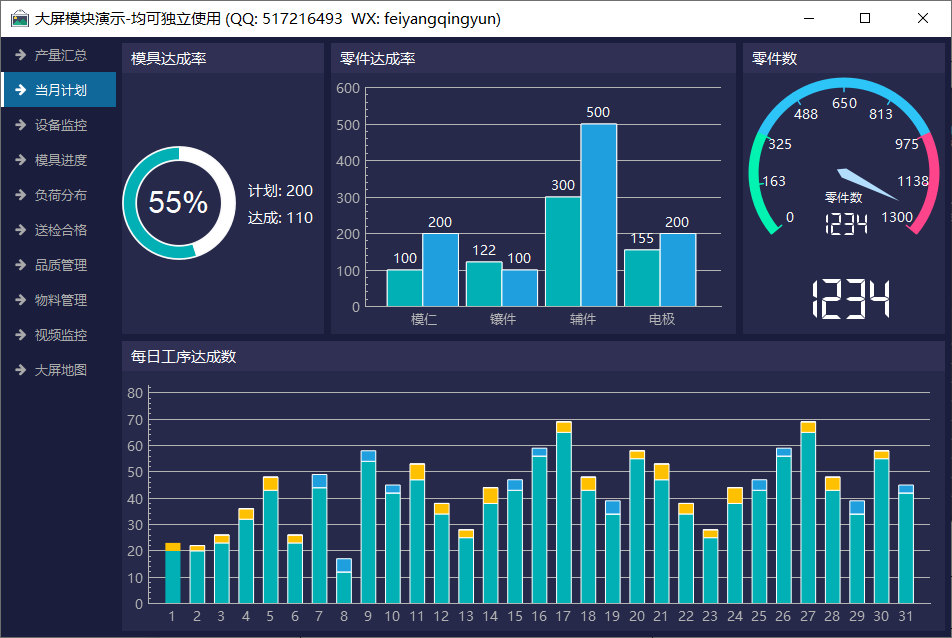 大屏模块演示-均可独立使用 (QQ: 517216493  WX: feiyangqingyun)
产量汇总
当月计划
设备监控
模具进度
负荷分布
送检合格
品质管理
物料管理
视频监控
大屏地图
模具达成率
55%
计划: 200
达成: 110
零件达成率
600
500
400
300
200
100
0
100 200 122 100 300 500 155 200
模仁 镶件 辅件 电极
零件数
0 163 325 488 650 813 975 1138 1300
零件数
1234
1234
每日工序达成数
80
70
60
50
40
30
20
10
0
1 2 3 4 5 6 7 8 9 10 11 12 13 14 15 16 17 18 19 20 21 22 23 24 25 26 27 28 29 30 31